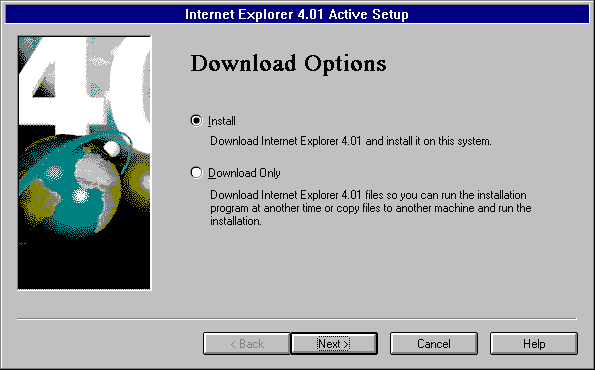 Internet Explorer 4.01 Active Setup
40
Download Options
Install
Download Internet Explorer 4.01 and install it on this system.
Download Only
Download Internet Explorer 4.01 files so you can run the installation
program at another time or copy files to another machine and run the
installation.
< Back
Next >
Cancel
Help